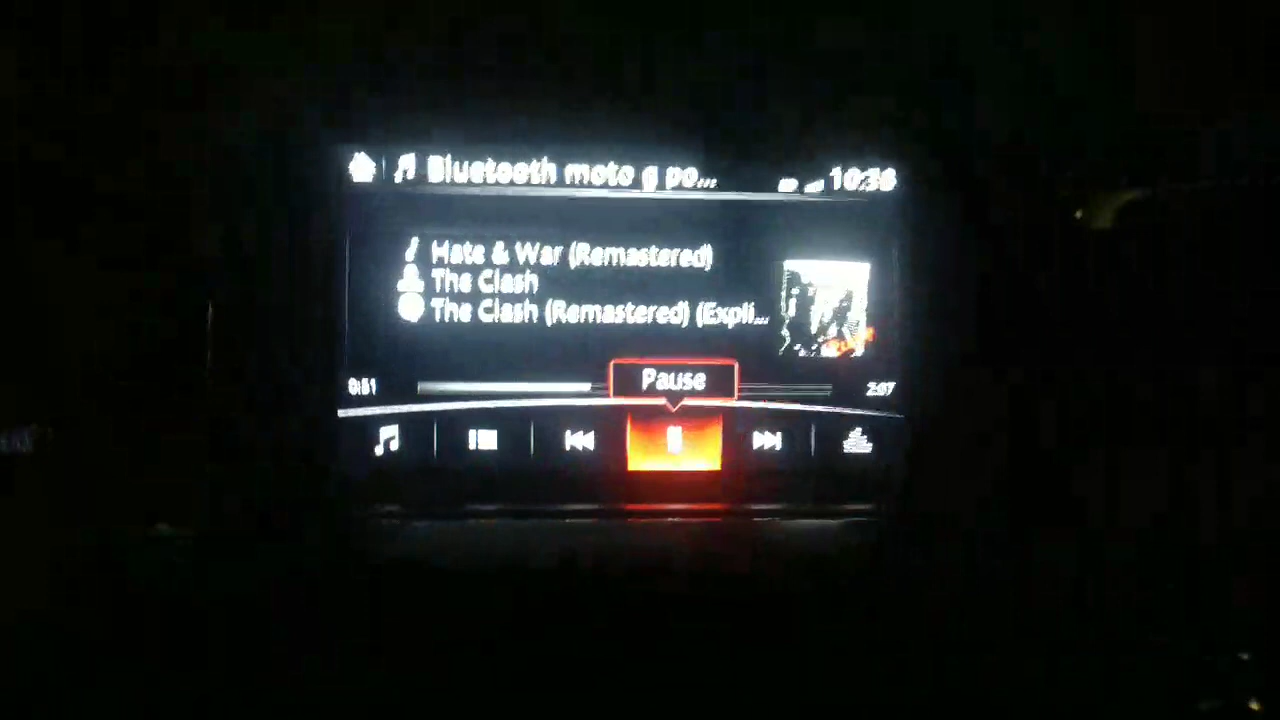 Bluetooth moto g po... 10:38
Hate & War (Remastered)
The Clash
The Clash (Remastered) (Expli...
Pause
0:51 2:07